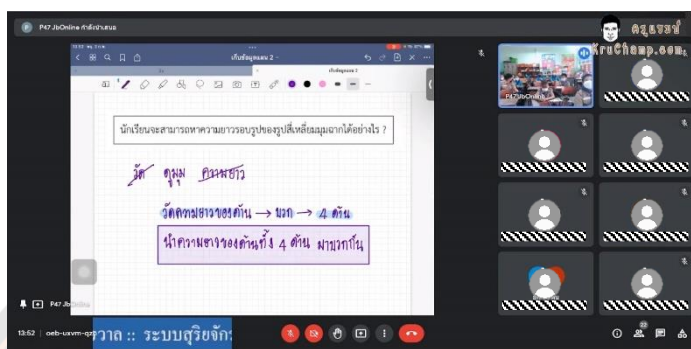 P47 JbOnline กำลังนำเสนอ
ครูแชมป์
KruChamp.com
เก็บข้อมูลแผน 2
นักเรียนจะสามารถหาความยาวรอบรูปของรูปสี่เหลี่ยมมุมฉากได้อย่างไร ?
วัด ดูมุม ความยาว
วัดความยาวของด้าน → บวก → 4 ด้าน
นำความยาวของด้านทั้ง 4 ด้าน มาบวกกัน
P47 JbOnline
P47 Jb
13:52
วาล :: ระบบสุริยจักร